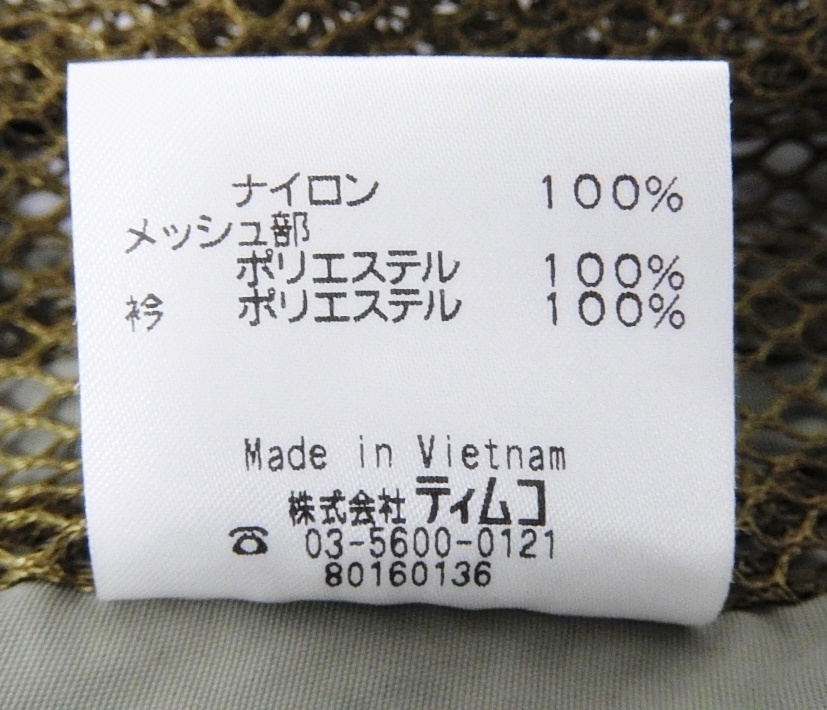 ナイロン 100%
メッシュ部
ポリエステル 100%
衿 ポリエステル 100%
Made in Vietnam
株式会社 ティムコ
☎ 03-5600-0121
80160136